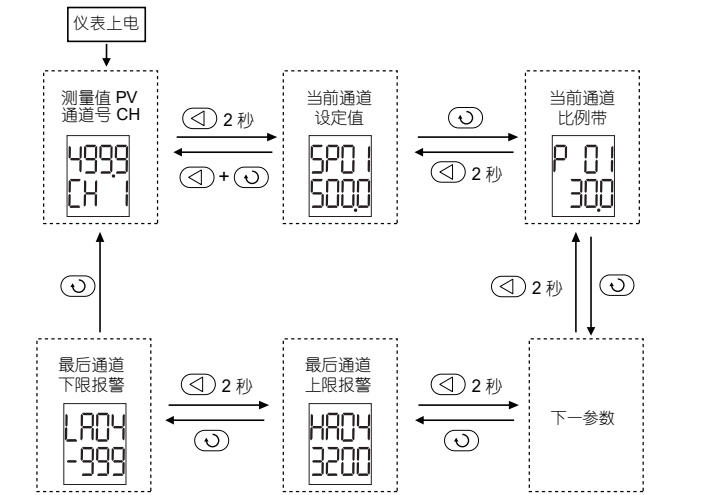 仪表上电
测量值 PV
通道号 CH
499.9
CH 1
2 秒
+
当前通道
设定值
SP01
500.0
2 秒
当前通道
比例带
P 01
30.0
2 秒
最后通道
下限报警
LA04
-999
2 秒
最后通道
上限报警
HA04
3200
2 秒
下一参数